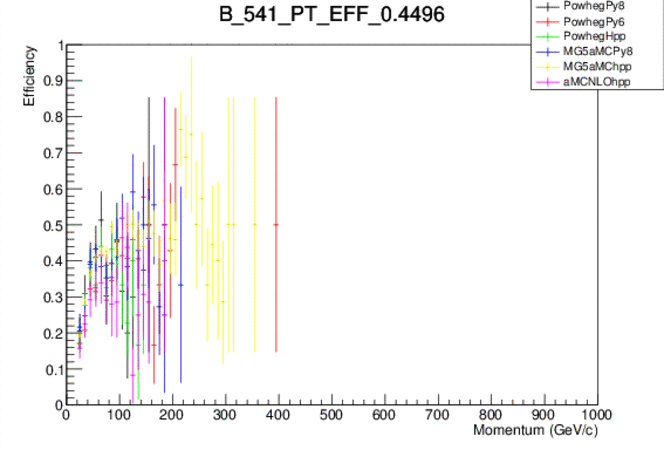 B_541_PT_EFF_0.4496
PowhegPy8
PowhegPy6
PowhegHpp
MG5aMCPy8
MG5aMChpp
aMCNLOhpp
Efficiency
1
0.9
0.8
0.7
0.6
0.5
0.4
0.3
0.2
0.1
0
0 100 200 300 400 500 600 700 800 900 1000
Momentum (GeV/c)